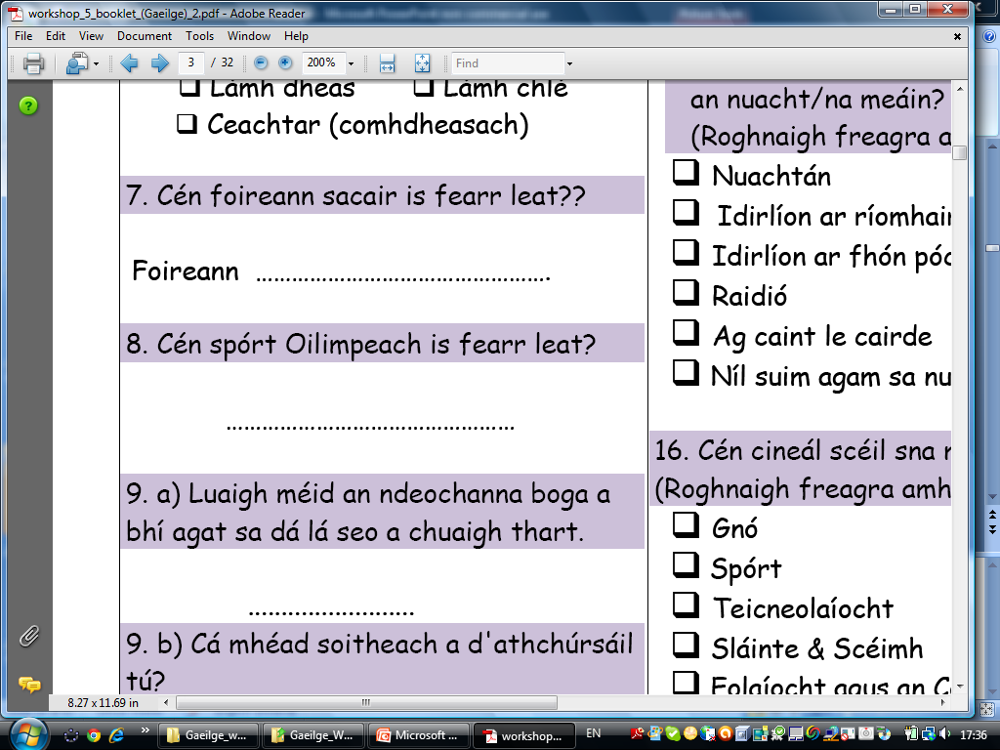 workshop_5_booklet_(Gaeilge)_2.pdf - Adobe Reader
File Edit View Document Tools Window Help
3 / 32 200% Find
Lámh dheas Lámh chlé
Ceachtar (comhdheasach)
7. Cén foireann sacair is fearr leat??
Foireann ………………………………………….
8. Cén spórt Oilimpeach is fearr leat?
…………………………………………
9. a) Luaigh méid an ndeochanna boga a
bhí agat sa dá lá seo a chuaigh thart.
.........................
9. b) Cá mhéad soitheach a d'athchúrsáil
tú?
an nuacht/na meáin?
(Roghnaigh freagra a
Nuachtán
Idirlíon ar ríomhair
Idirlíon ar fhón póc
Raidió
Ag caint le cairde
Níl suim agam sa nu
16. Cén cineál scéil sna
(Roghnaigh freagra amh
Gnó
Spórt
Teicneolaíocht
Sláinte & Scéimh
Eolaíocht agus an C
8.27 x 11.69 in
Gaeilge_w... Gaeilge_W... Microsoft ... workshop... EN 17:36